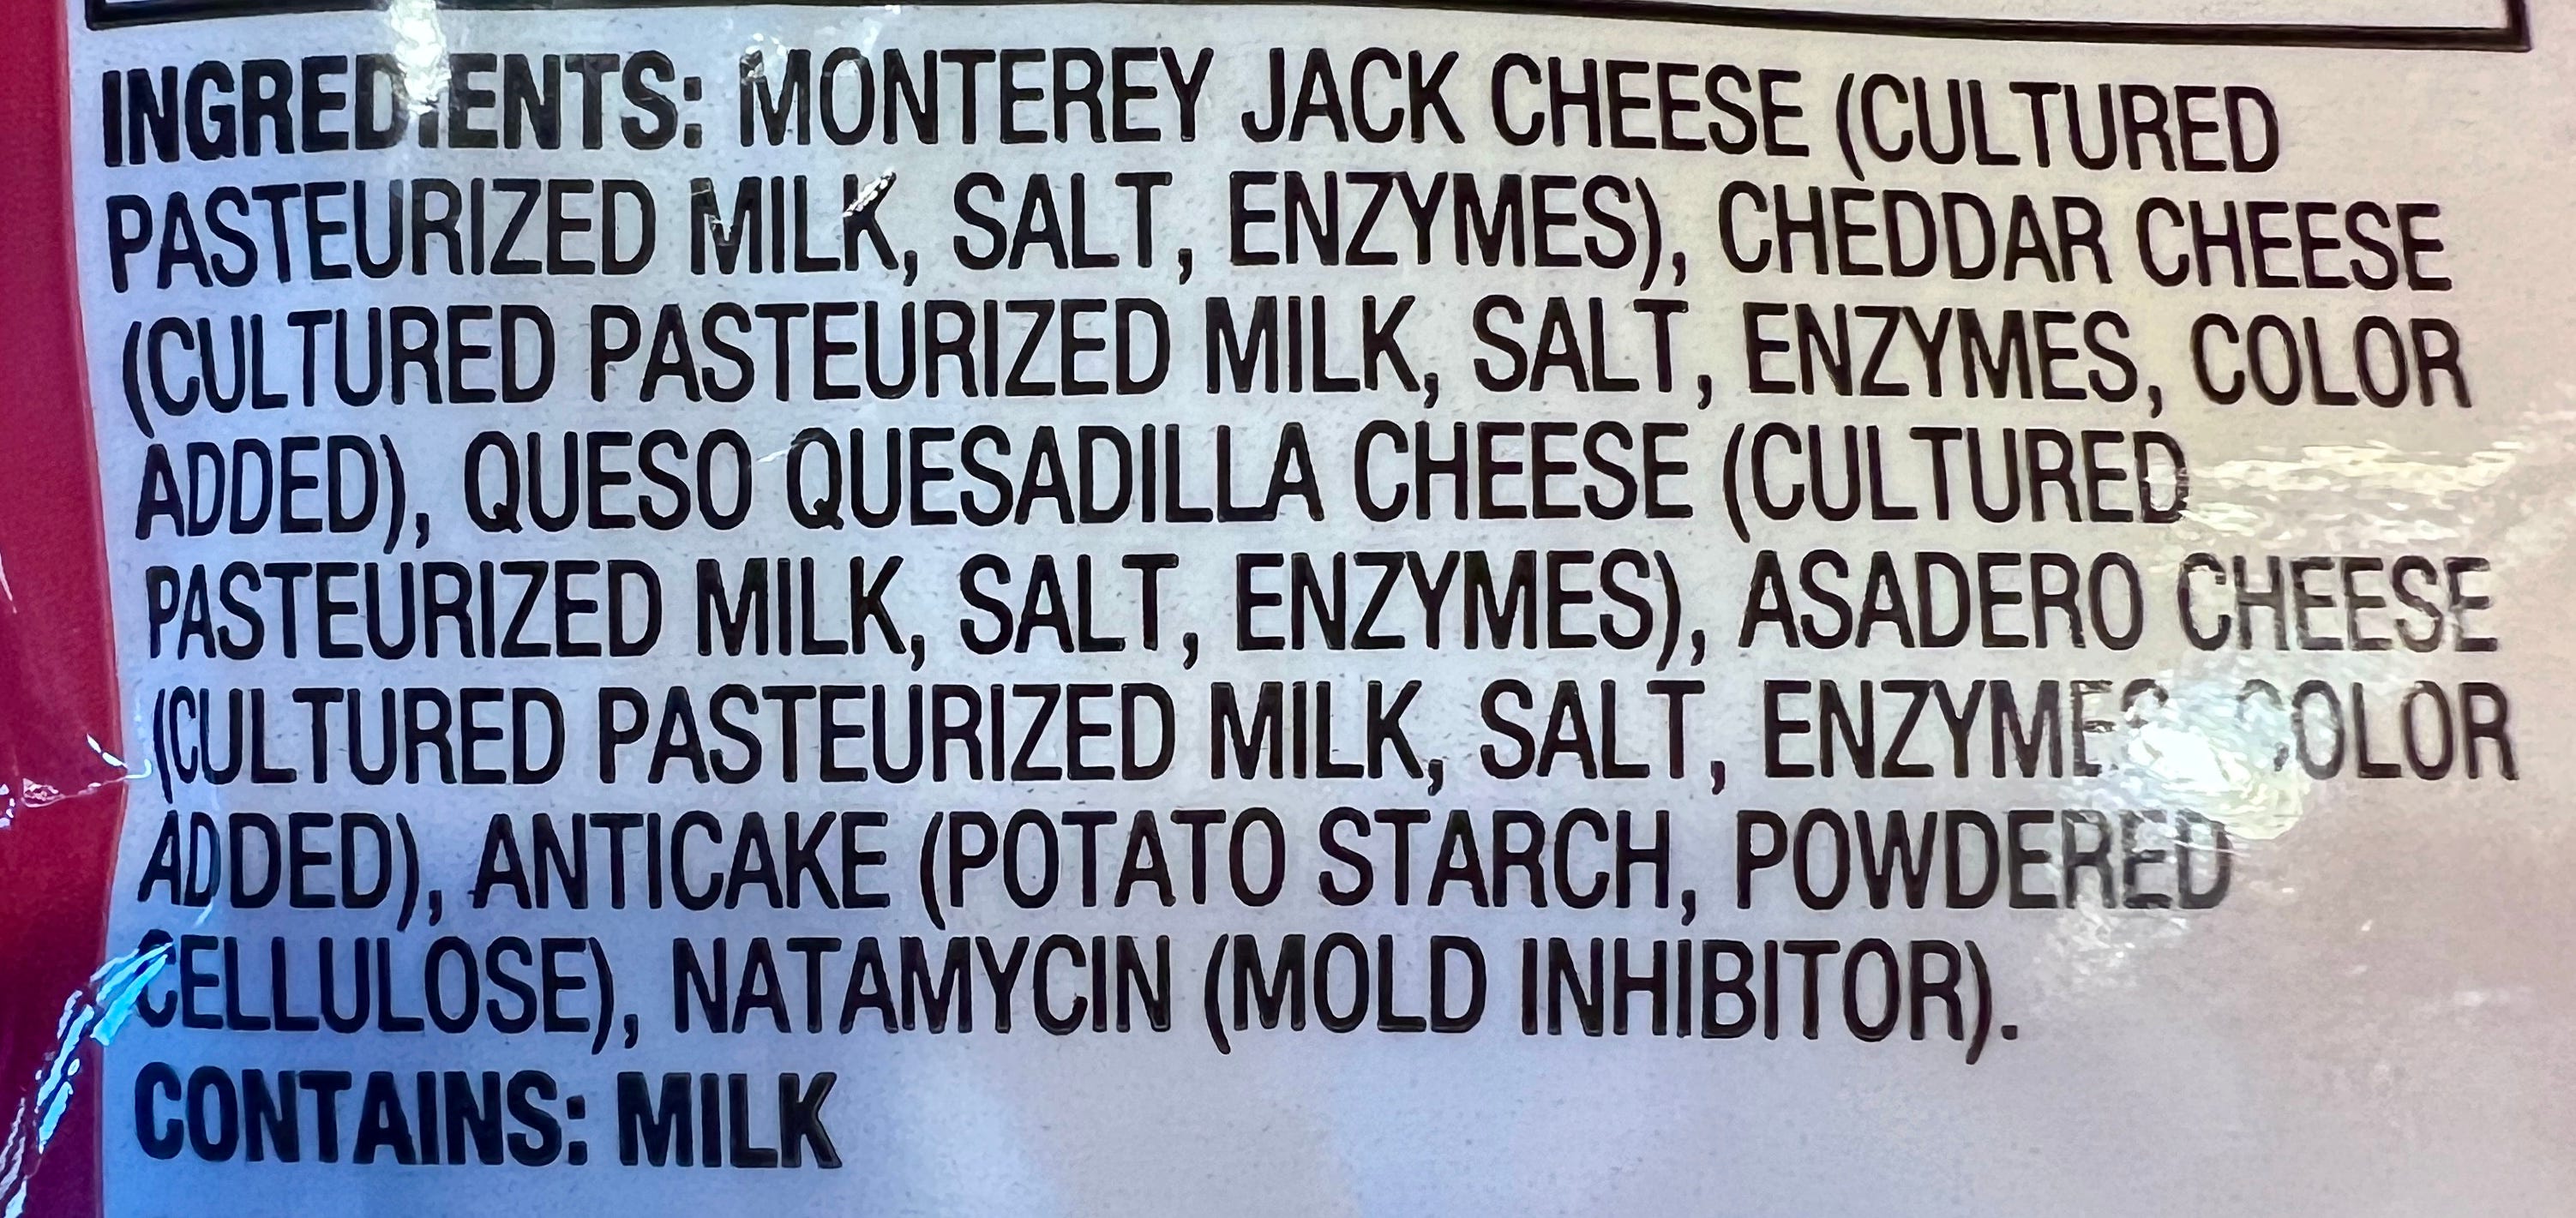 INGREDIENTS: MONTEREY JACK CHEESE (CULTURED
PASTEURIZED MILK, SALT, ENZYMES), CHEDDAR CHEESE
(CULTURED PASTEURIZED MILK, SALT, ENZYMES, COLOR
ADDED), QUESO QUESADILLA CHEESE (CULTURED
PASTEURIZED MILK, SALT, ENZYMES), ASADERO CHEESE
(CULTURED PASTEURIZED MILK, SALT, ENZYMES, COLOR
ADDED), ANTICAKE (POTATO STARCH, POWDERED
CELLULOSE), NATAMYCIN (MOLD INHIBITOR).
CONTAINS: MILK